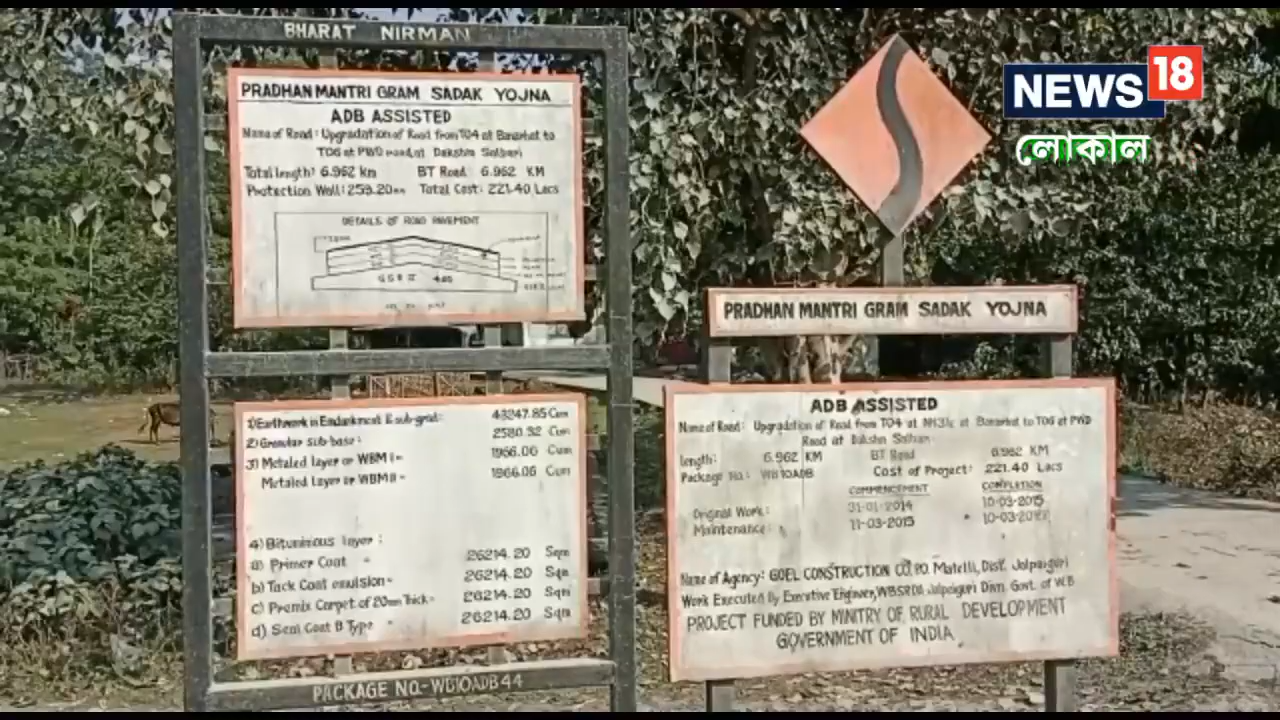 BHARAT NIRMAN
PRADHAN MANTRI GRAM SADAK YOJNA
ADB ASSISTED
Name of Road: Upgradation of Road from T04 at Banarhat to
T06 at PWD road at Dakshin Salbari
Total length: 6.962 km BT Road 6.962 KM
Protection Wall: 259.20 Total Cost: 221.40 Lacs
DETAILS OF ROAD PAVEMENT
1) Earthwork in Embankment & sub-grad: 43247.85 Cum
2) Granular sub-base: 2580.32 Cum
3) Metaled layer or WBM I= 1966.06 Cum
Metaled Layer or WBM II= 1966.06 Cum
4) Bituminous layer:
a) Primer Coat = 26214.20 Sqm
b) Tack Coat emulsion= 26214.20 Sqm
c) Premix Carpet of 20mm Thick= 26214.20 Sqm
d) Seal Coat B Type = 26214.20 Sqm
PACKAGE NO.-WB10ADB44
NEWS 18
লোকাল
PRADHAN MANTRI GRAM SADAK YOJNA
ADB ASSISTED
Name of Road: Upgradation of Road from T04 at NH31c at Banarhat to T06 at PWD
Road at Dakshin Salbari
length: 6.962 KM BT Road 6.962 KM
Package No.: WB10ADB Cost of Project: 221.40 Lacs
COMMENCEMENT COMPLETION
Original Work: 31-01-2014 10-03-2015
Maintenance: 11-03-2015
Name of Agency: GOEL CONSTRUCTION CO, PO. Matelli, Dist. Jalpaiguri
Work Executed By Executive Engineer, WBSRDA Jalpaiguri Divn. Govt. of W.B
PROJECT FUNDED BY MINITRY OF RURAL DEVELOPMENT
GOVERNMENT OF INDIA